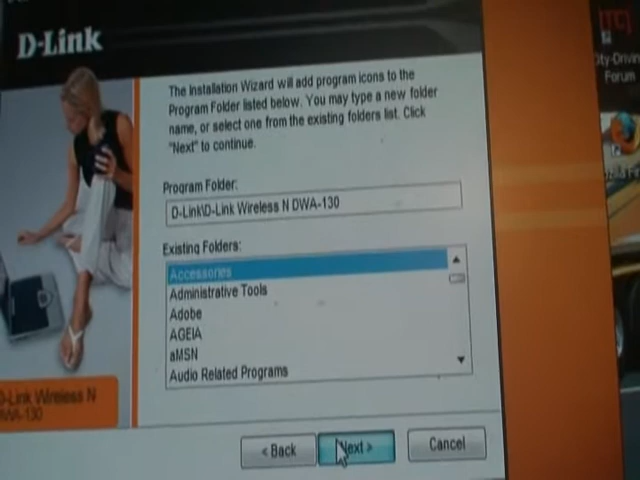 D-Link
The Installation Wizard will add program icons to the
Program Folder listed below. You may type a new folder
name, or select one from the existing folders list. Click
"Next" to continue.
Program Folder:
D-Link\D-Link Wireless N DWA-130
Existing Folders:
Accessories
Administrative Tools
Adobe
AGEIA
aMSN
Audio Related Programs
D-Link Wireless N
DWA-130
< Back
Next >
Cancel
Forum